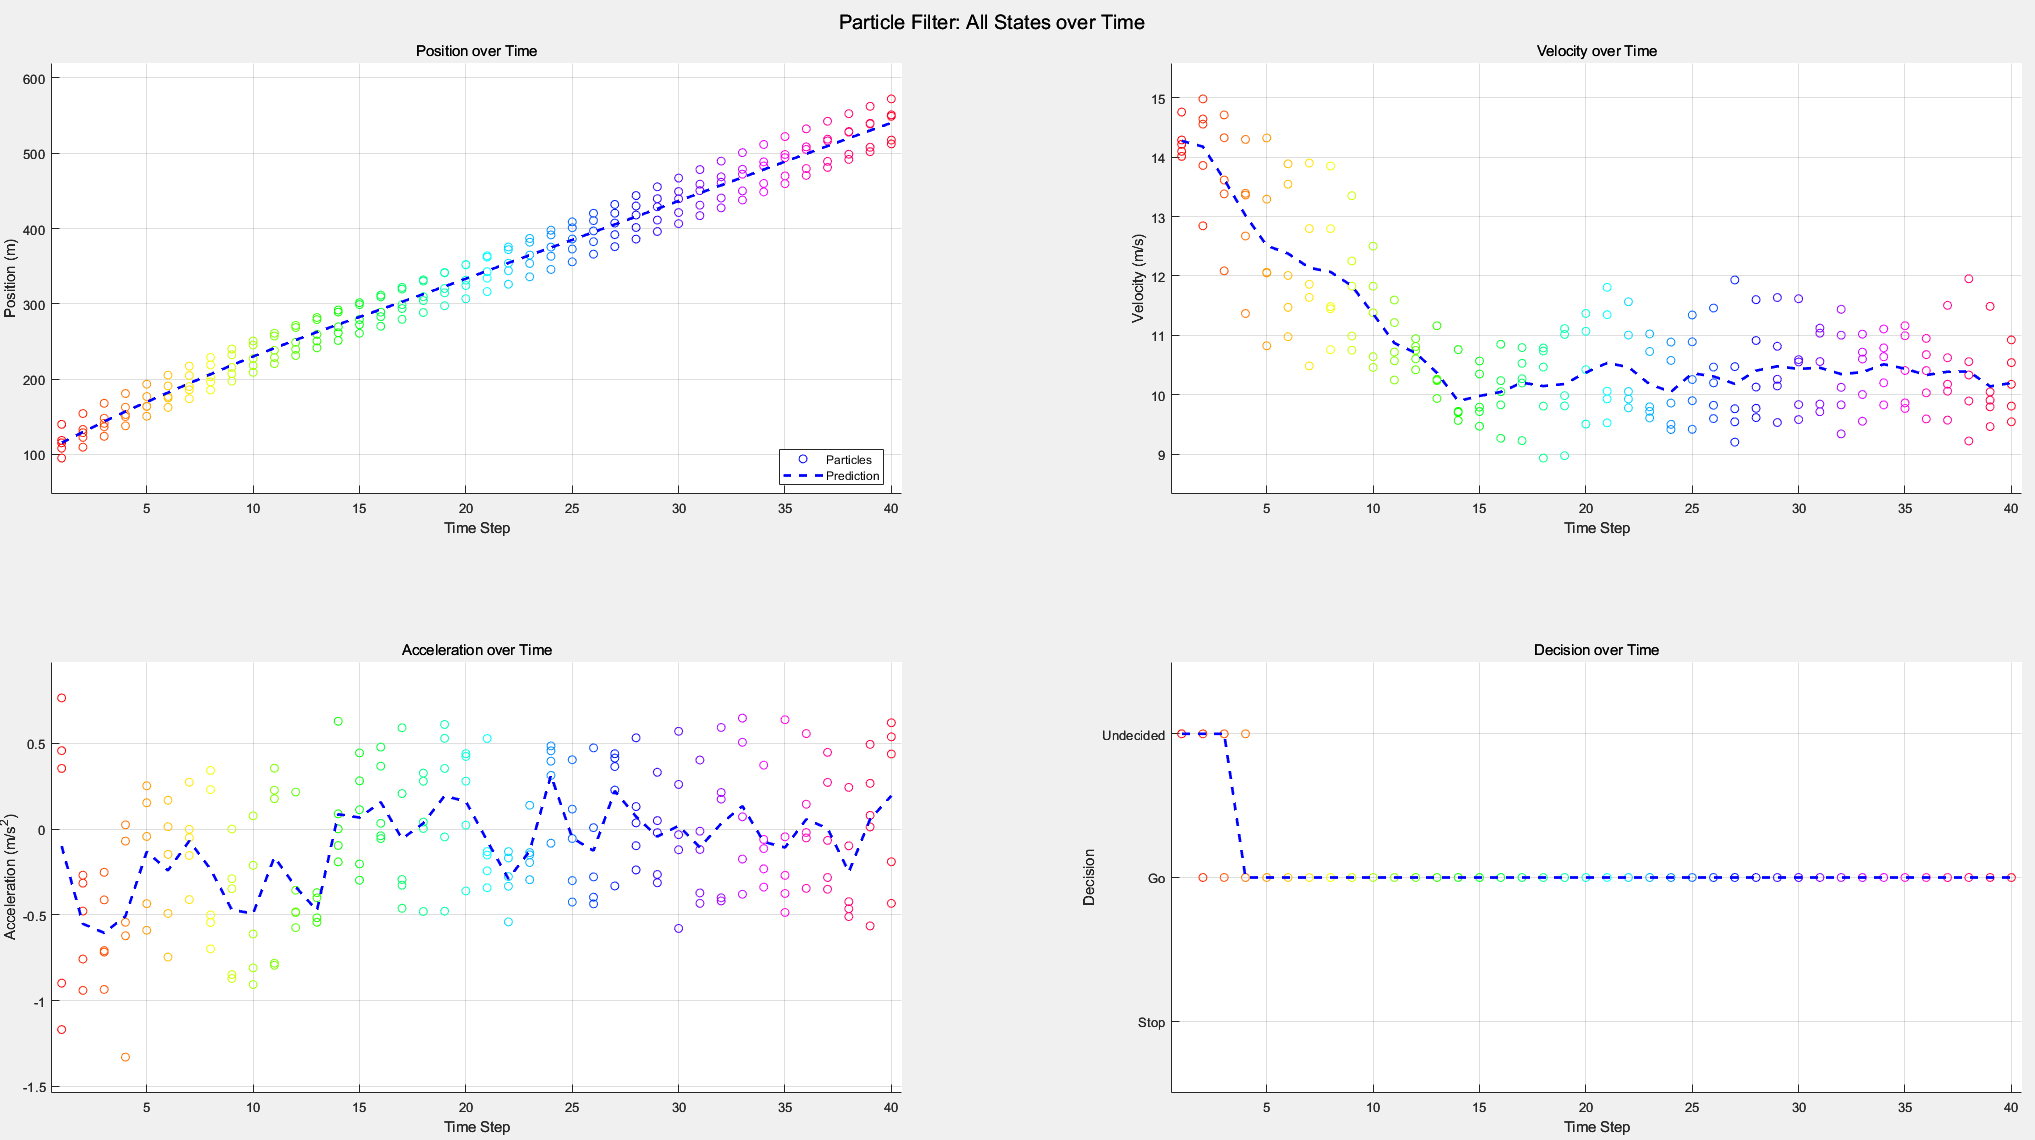 Particle Filter: All States over Time
Position over Time
600
500
400
300
200
100
Position (m)
5 10 15 20 25 30 35 40
Time Step
Particles
Prediction
Velocity over Time
15
14
13
12
11
10
9
Velocity (m/s)
5 10 15 20 25 30 35 40
Time Step
Acceleration over Time
0.5
0
-0.5
-1
-1.5
Acceleration (m/s²)
5 10 15 20 25 30 35 40
Time Step
Decision over Time
Undecided
Go
Stop
Decision
5 10 15 20 25 30 35 40
Time Step